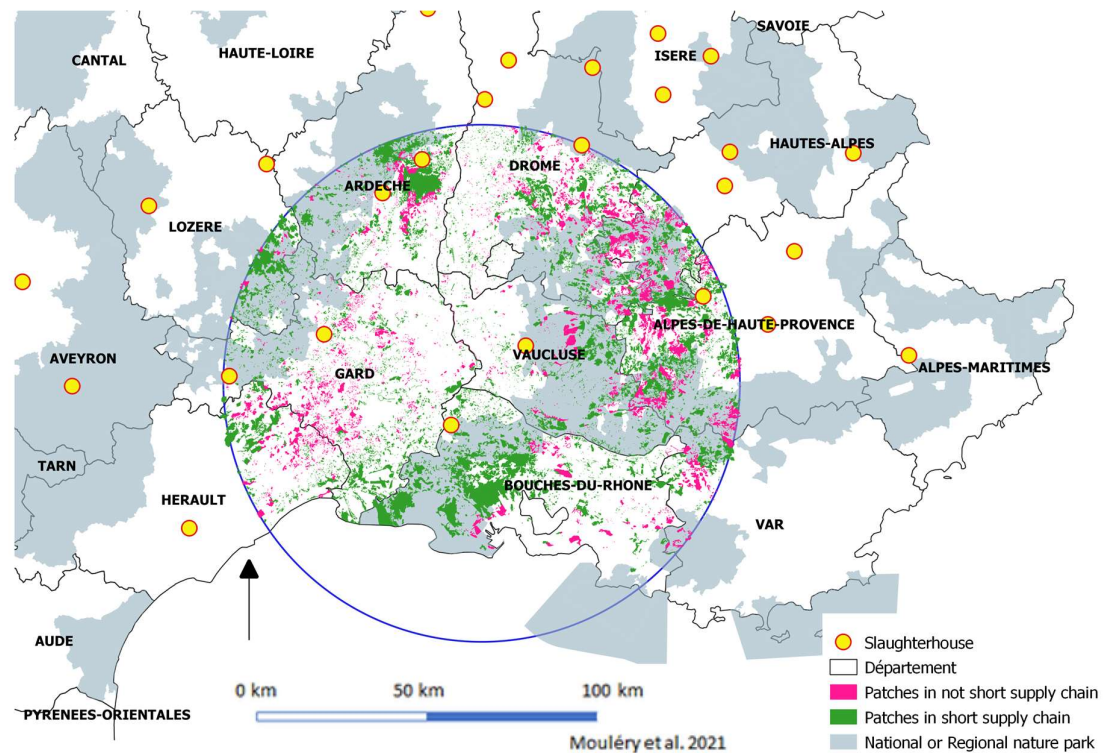 SAVOIE
HAUTE-LOIRE
CANTAL
ISERE
HAUTES-ALPES
DROME
ARDECHE
LOZERE
ALPES-DE-HAUTE-PROVENCE
VAUCLUSE
AVEYRON
ALPES-MARITIMES
GARD
TARN
BOUCHES-DU-RHONE
HERAULT
VAR
AUDE
PYRENEES-ORIENTALES
0 km 50 km 100 km
Mouléry et al. 2021
Slaughterhouse
Département
Patches in not short supply chain
Patches in short supply chain
National or Regional nature park